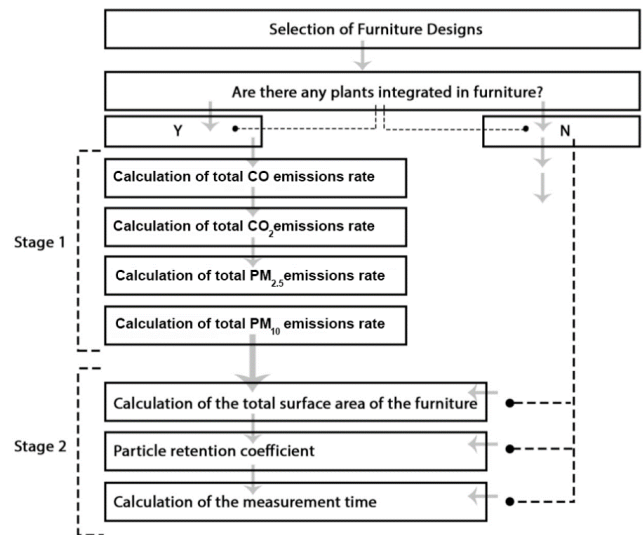 Selection of Furniture Designs
Are there any plants integrated in furniture?
Y
N
Stage 1
Calculation of total CO emissions rate
Calculation of total CO2 emissions rate
Calculation of total PM2.5 emissions rate
Calculation of total PM10 emissions rate
Stage 2
Calculation of the total surface area of the furniture
Particle retention coefficient
Calculation of the measurement time